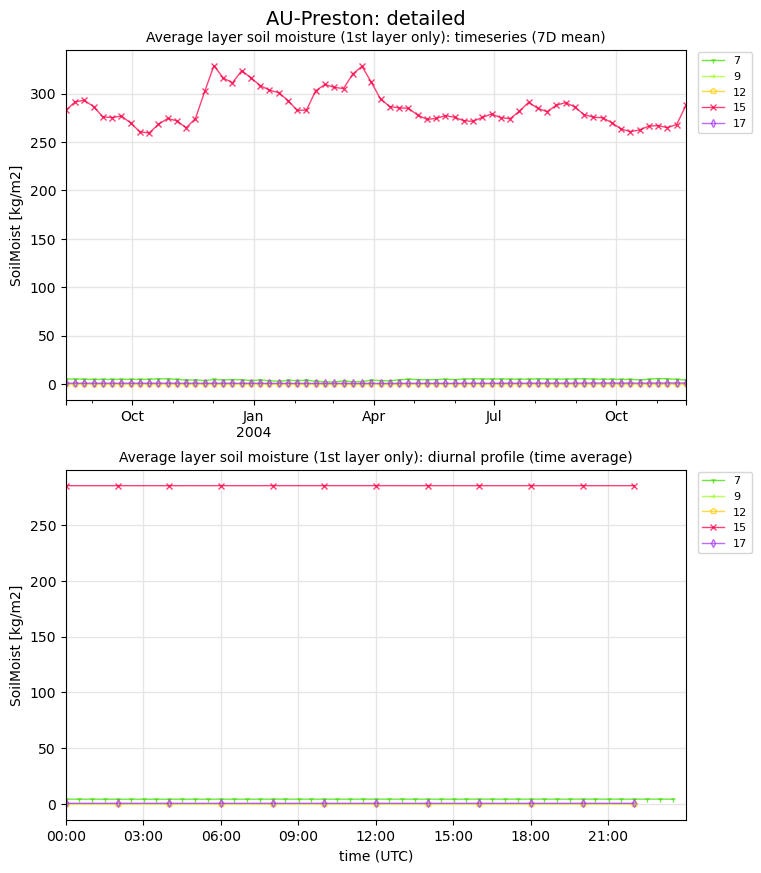 AU-Preston: detailed
Average layer soil moisture (1st layer only): timeseries (7D mean)
SoilMoist [kg/m2]
300
250
200
150
100
50
0
Oct
Jan
2004
Apr
Jul
Oct
7
9
12
15
17
Average layer soil moisture (1st layer only): diurnal profile (time average)
SoilMoist [kg/m2]
250
200
150
100
50
0
00:00
03:00
06:00
09:00
12:00
15:00
18:00
21:00
time (UTC)
7
9
12
15
17